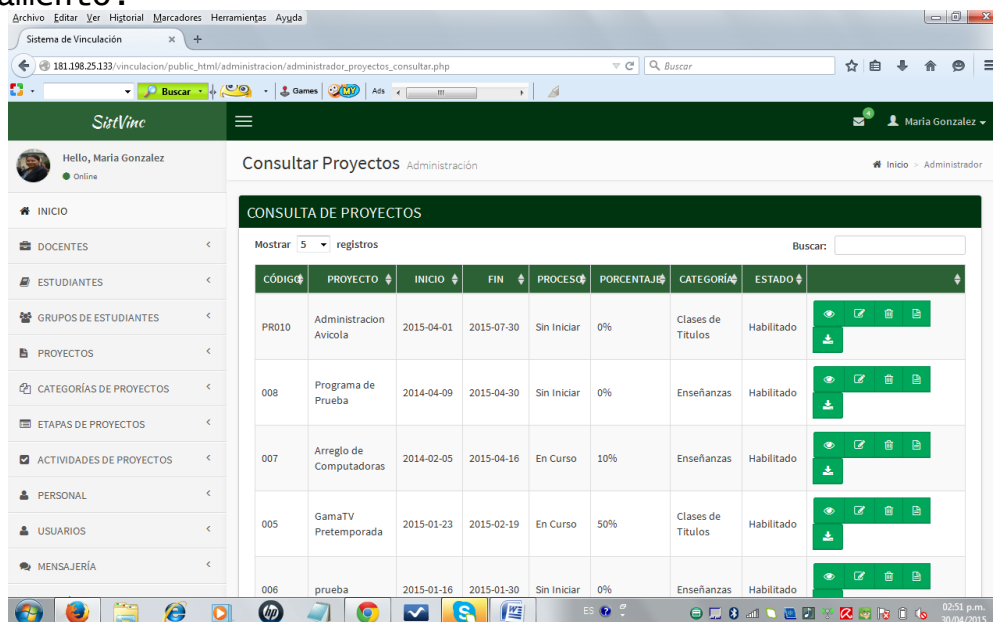 amiento.
Archivo Editar Ver Historial Marcadores Herramientas Ayuda
Sistema de Vinculación × +
181.198.25.133/vinculacion/public_html/administracion/administrador_proyectos_consultar.php Buscar
Buscar Games MY Ads
SistVinc Maria Gonzalez
Hello, Maria Gonzalez
Online
Consultar Proyectos Administración Inicio > Administrador
INICIO
DOCENTES
ESTUDIANTES
GRUPOS DE ESTUDIANTES
PROYECTOS
CATEGORÍAS DE PROYECTOS
ETAPAS DE PROYECTOS
ACTIVIDADES DE PROYECTOS
PERSONAL
USUARIOS
MENSAJERÍA
CONSULTA DE PROYECTOS
Mostrar 5 registros Buscar:
CÓDIGO PROYECTO INICIO FIN PROCESO PORCENTAJE CATEGORÍA ESTADO
PR010 Administracion Avicola 2015-04-01 2015-07-30 Sin Iniciar 0% Clases de Titulos Habilitado
008 Programa de Prueba 2014-04-09 2015-04-30 Sin Iniciar 0% Enseñanzas Habilitado
007 Arreglo de Computadoras 2014-02-05 2015-04-16 En Curso 10% Enseñanzas Habilitado
005 GamaTV Pretemporada 2015-01-23 2015-02-19 En Curso 50% Clases de Titulos Habilitado
006 prueba 2015-01-16 2015-01-30 Sin Iniciar 0% Enseñanzas Habilitado
ES 02:51 p.m.
30/04/2015